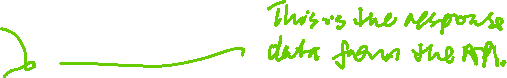 This is the response
data from the API.